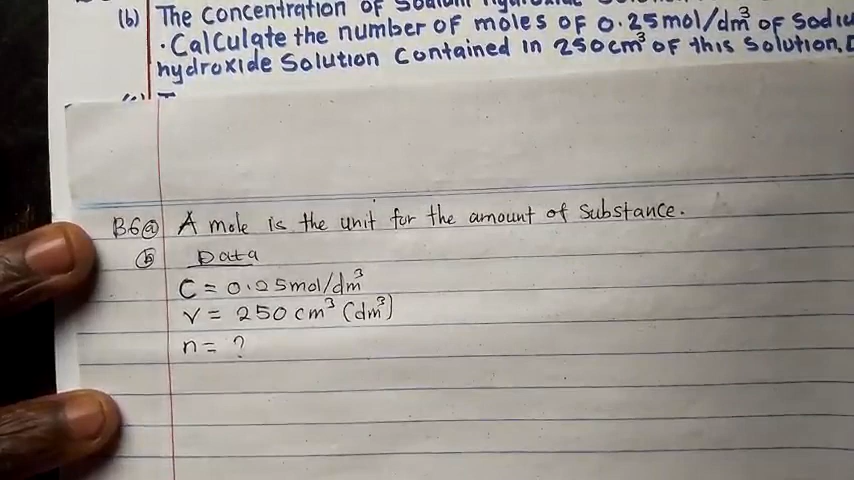 (b) The Concentration of
• Calculate the number of moles of 0.25mol/dm³ of Sodiu
hydroxide Solution Contained in 250cm³ of this Solution,
B6(a) A mole is the unit for the amount of Substance.
(b) Data
C = 0.25mol/dm³
V = 250 cm³ (dm³)
n = ?